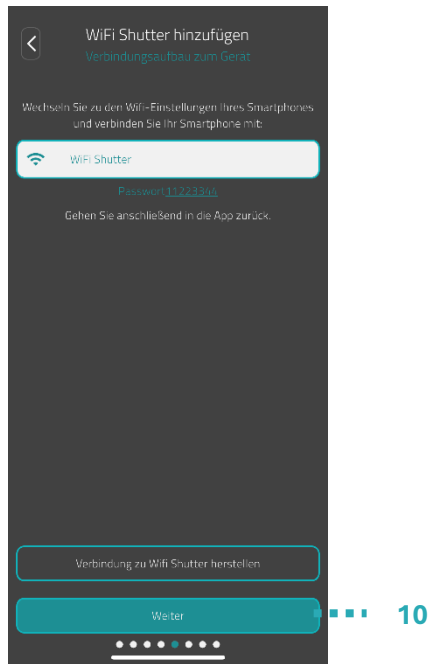 WiFi Shutter hinzufügen
Verbindungsaufbau zum Gerät
Wechseln Sie zu den Wifi-Einstellungen Ihres Smartphones
und verbinden Sie Ihr Smartphone mit:
WiFi Shutter
Passwort:11223344
Gehen Sie anschließend in die App zurück.
Verbindung zu Wifi Shutter herstellen
Weiter
10